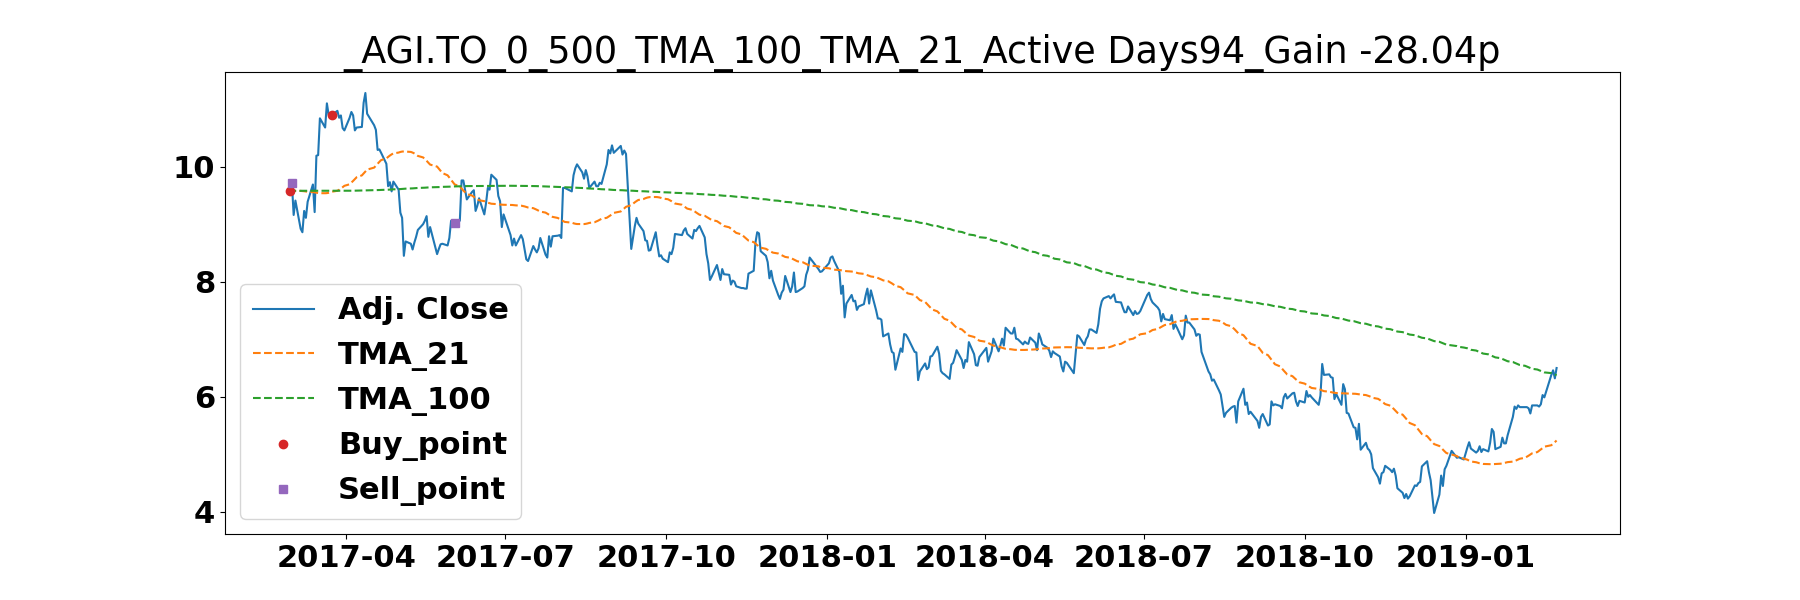 _AGI.TO_0_500_TMA_100_TMA_21_Active Days94_Gain -28.04p
10
8
6
4
Adj. Close
TMA_21
TMA_100
Buy_point
Sell_point
2017-04 2017-07 2017-10 2018-01 2018-04 2018-07 2018-10 2019-01